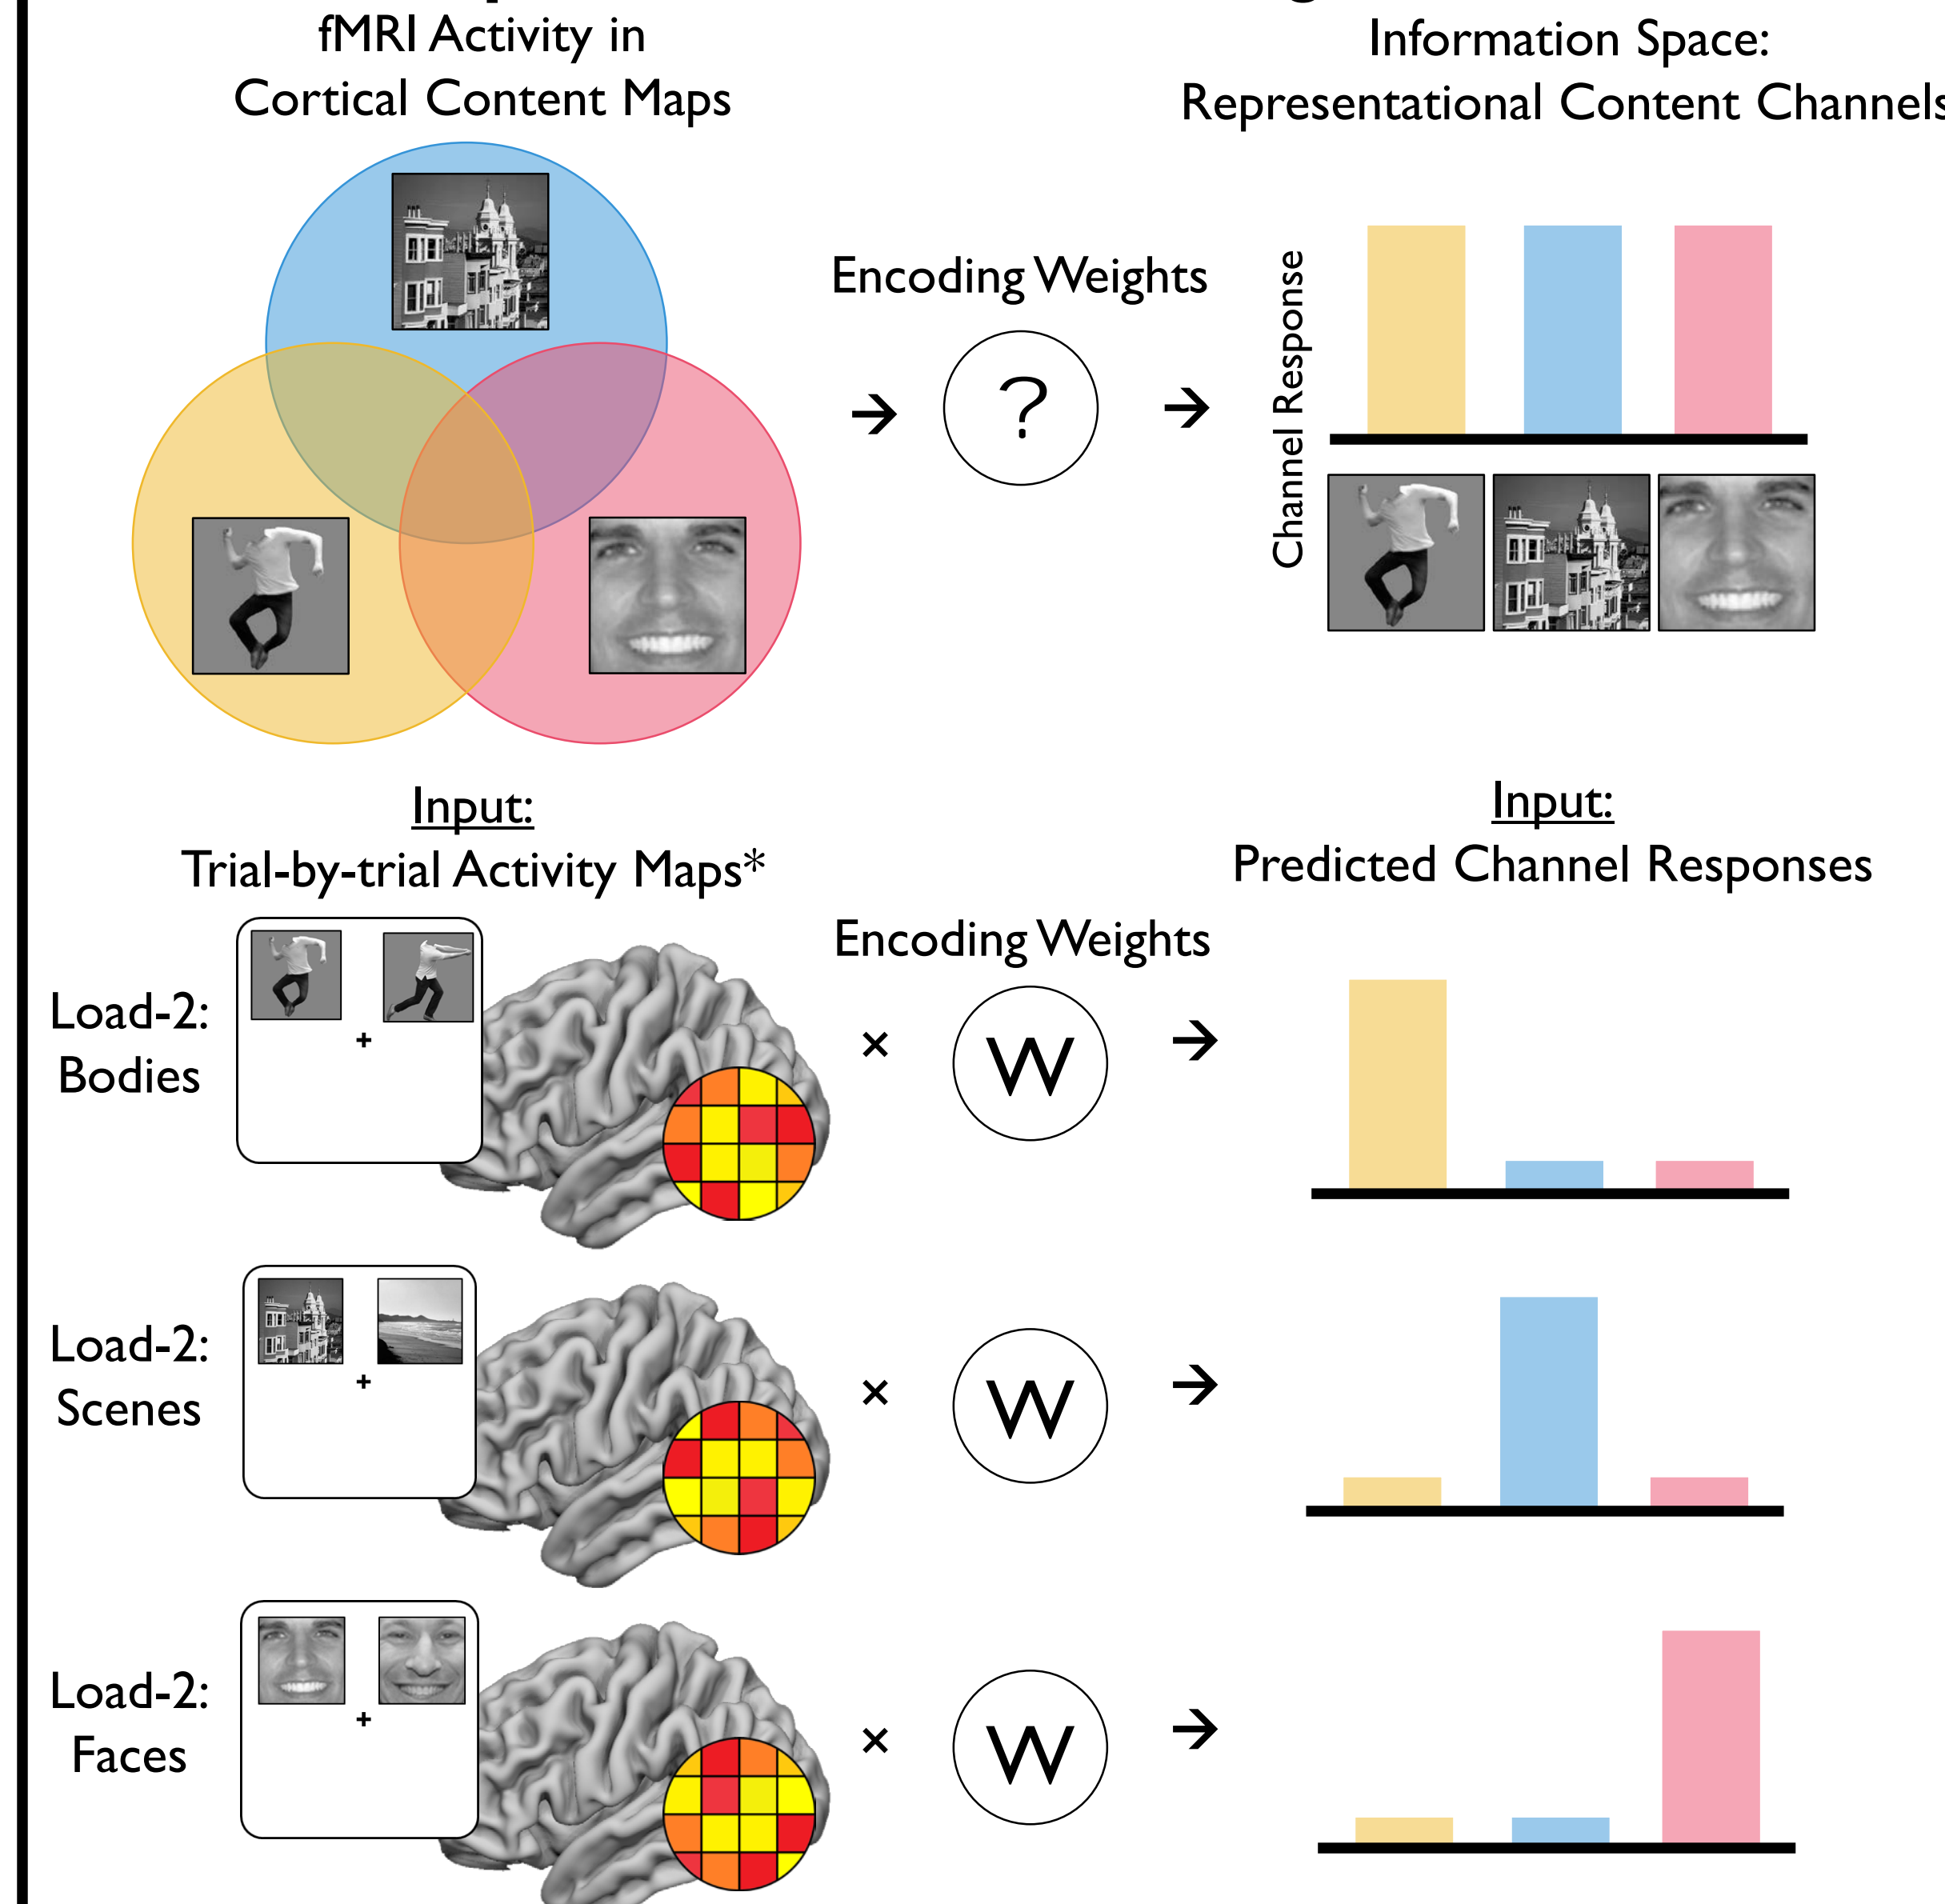 fMRI Activity in
Cortical Content Maps
Information Space:
Representational Content Channels
Encoding Weights
?
Channel Response
Input:
Trial-by-trial Activity Maps*
Input:
Predicted Channel Responses
Encoding Weights
Load-2:
Bodies
+
×
W
Load-2:
Scenes
+
×
W
Load-2:
Faces
+
×
W